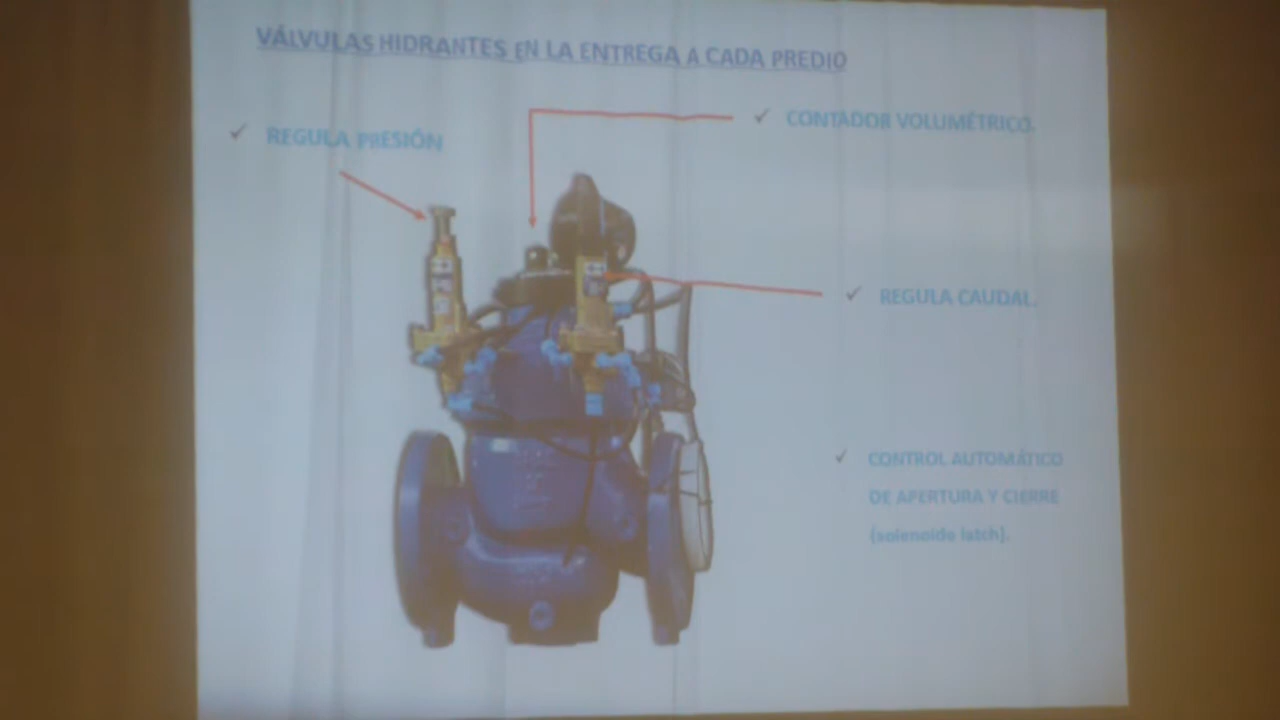 VÁLVULAS HIDRANTES EN LA ENTREGA A CADA PREDIO
✓ REGULA PRESIÓN
✓ CONTADOR VOLUMÉTRICO.
✓ REGULA CAUDAL.
✓ CONTROL AUTOMÁTICO
DE APERTURA Y CIERRE
(solenoide latch).